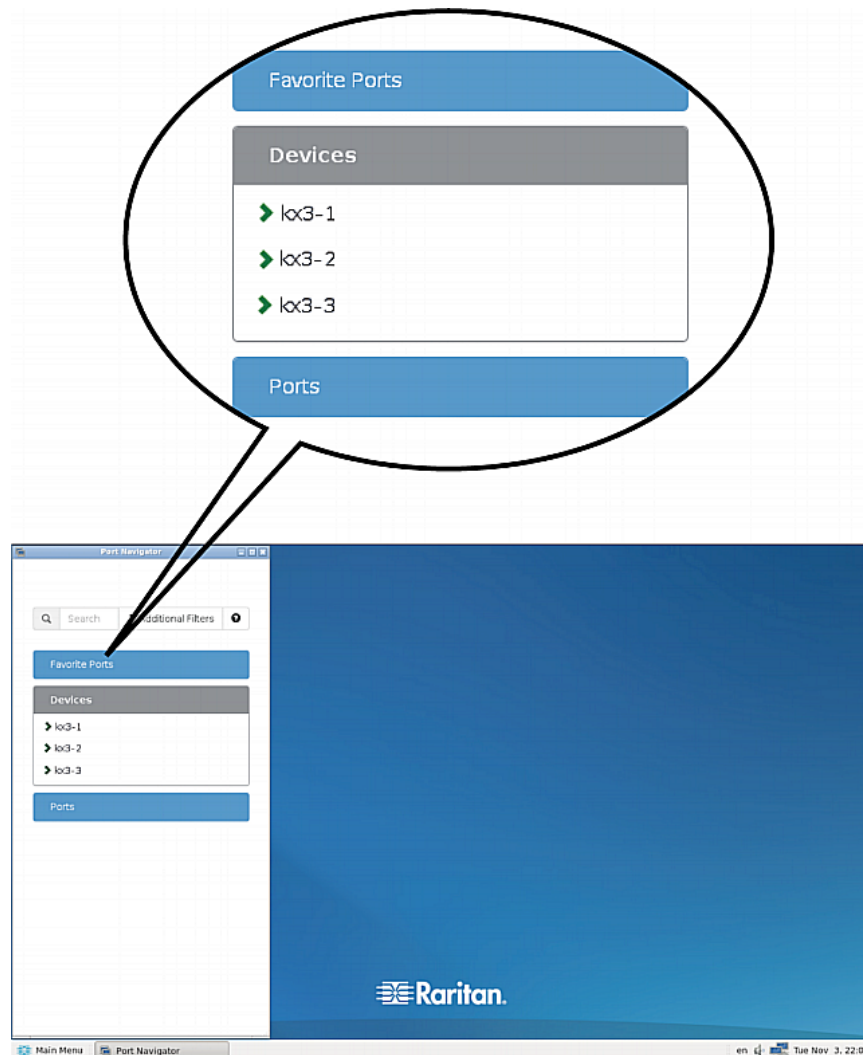 Favorite Ports
Devices
kx3-1
kx3-2
kx3-3
Ports
Port Navigator
Search
Additional Filters
Favorite Ports
Devices
kx3-1
kx3-2
kx3-3
Ports
Raritan.
Main Menu
Port Navigator
en
Tue Nov 3, 22:0